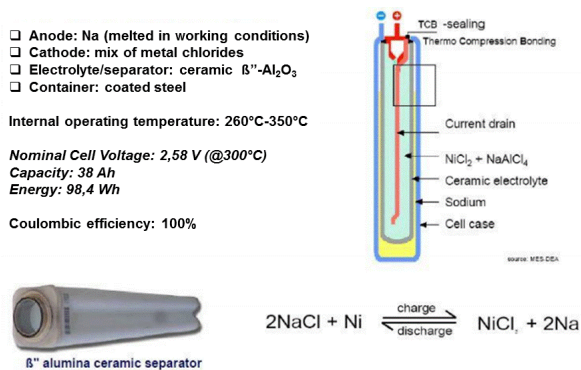 ❑ Anode: Na (melted in working conditions)
❑ Cathode: mix of metal chlorides
❑ Electrolyte/separator: ceramic ß”-Al₂O₃
❑ Container: coated steel
Internal operating temperature: 260°C-350°C
Nominal Cell Voltage: 2,58 V (@300°C)
Capacity: 38 Ah
Energy: 98,4 Wh
Coulombic efficiency: 100%
TCB -sealing
Thermo Compression Bonding
Current drain
NiCl₂ + NaAlCl₄
Ceramic electrolyte
Sodium
Cell case
source: MES.DEA
ß" alumina ceramic separator
2NaCl + Ni charge discharge NiCl₂ + 2Na